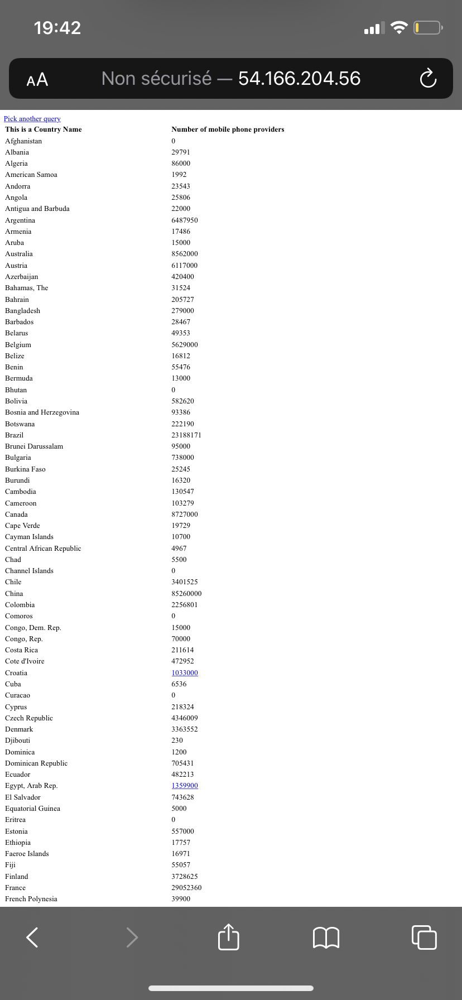 19:42
AA Non sécurisé — 54.166.204.56
Pick another query
This is a Country Name Number of mobile phone providers
Afghanistan 0
Albania 29791
Algeria 86000
American Samoa 1992
Andorra 23543
Angola 25806
Antigua and Barbuda 22000
Argentina 6487950
Armenia 17486
Aruba 15000
Australia 8562000
Austria 6117000
Azerbaijan 420400
Bahamas, The 31524
Bahrain 205727
Bangladesh 279000
Barbados 28467
Belarus 49353
Belgium 5629000
Belize 16812
Benin 55476
Bermuda 13000
Bhutan 0
Bolivia 582620
Bosnia and Herzegovina 93386
Botswana 222190
Brazil 23188171
Brunei Darussalam 95000
Bulgaria 738000
Burkina Faso 25245
Burundi 16320
Cambodia 130547
Cameroon 103279
Canada 8727000
Cape Verde 19729
Cayman Islands 10700
Central African Republic 4967
Chad 5500
Channel Islands 0
Chile 3401525
China 85260000
Colombia 2256801
Comoros 0
Congo, Dem. Rep. 15000
Congo, Rep. 70000
Costa Rica 211614
Cote d'Ivoire 472952
Croatia 1033000
Cuba 6536
Curacao 0
Cyprus 218324
Czech Republic 4346009
Denmark 3363552
Djibouti 230
Dominica 1200
Dominican Republic 705431
Ecuador 482213
Egypt, Arab Rep. 1359900
El Salvador 743628
Equatorial Guinea 5000
Eritrea 0
Estonia 557000
Ethiopia 17757
Faeroe Islands 16971
Fiji 55057
Finland 3728625
France 29052360
French Polynesia 39900